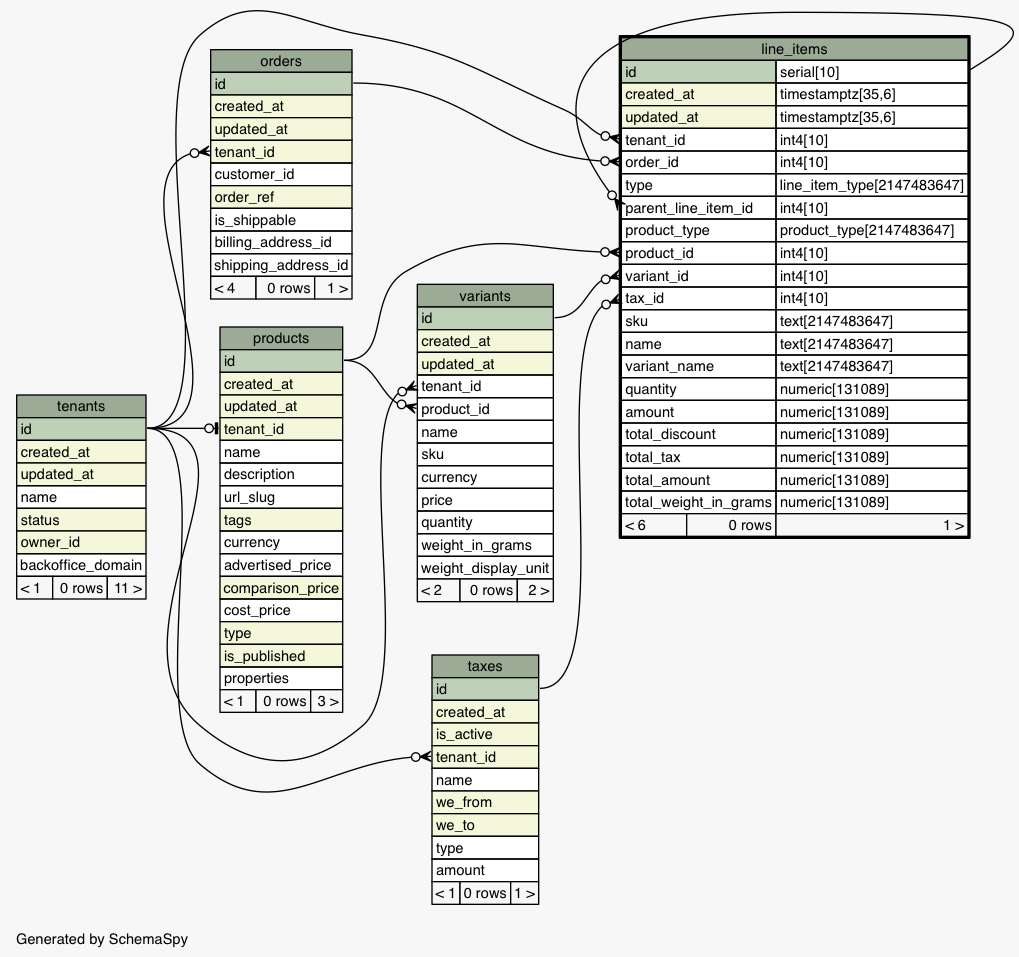 orders
id
created_at
updated_at
tenant_id
customer_id
order_ref
is_shippable
billing_address_id
shipping_address_id
< 4 0 rows 1 >
line_items
id serial[10]
created_at timestamptz[35,6]
updated_at timestamptz[35,6]
tenant_id int4[10]
order_id int4[10]
type line_item_type[2147483647]
parent_line_item_id int4[10]
product_type product_type[2147483647]
product_id int4[10]
variant_id int4[10]
tax_id int4[10]
sku text[2147483647]
name text[2147483647]
variant_name text[2147483647]
quantity numeric[131089]
amount numeric[131089]
total_discount numeric[131089]
total_tax numeric[131089]
total_amount numeric[131089]
total_weight_in_grams numeric[131089]
< 6 0 rows 1 >
variants
id
created_at
updated_at
tenant_id
product_id
name
sku
currency
price
quantity
weight_in_grams
weight_display_unit
< 2 0 rows 2 >
products
id
created_at
updated_at
tenant_id
name
description
url_slug
tags
currency
advertised_price
comparison_price
cost_price
type
is_published
properties
< 1 0 rows 3 >
tenants
id
created_at
updated_at
name
status
owner_id
backoffice_domain
< 1 0 rows 11 >
taxes
id
created_at
is_active
tenant_id
name
we_from
we_to
type
amount
< 1 0 rows 1 >
Generated by SchemaSpy